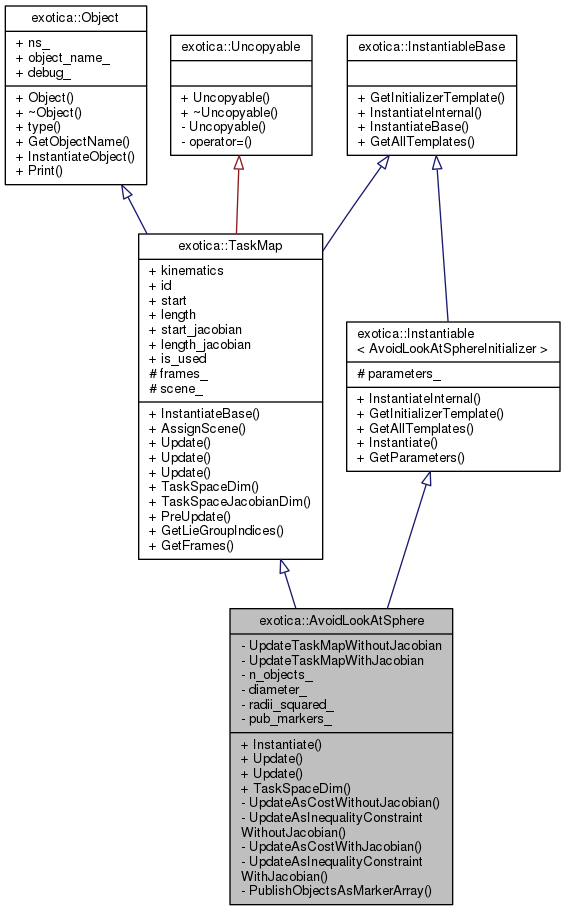 exotica::Object
+ ns_
+ object_name_
+ debug_
+ Object()
+ ~Object()
+ type()
+ GetObjectName()
+ InstantiateObject()
+ Print()
exotica::Uncopyable
+ Uncopyable()
+ ~Uncopyable()
- Uncopyable()
- operator=()
exotica::InstantiableBase
+ GetInitializerTemplate()
+ InstantiateInternal()
+ InstantiateBase()
+ GetAllTemplates()
exotica::TaskMap
+ kinematics
+ id
+ start
+ length
+ start_jacobian
+ length_jacobian
+ is_used
# frames_
# scene_
+ InstantiateBase()
+ AssignScene()
+ Update()
+ Update()
+ Update()
+ TaskSpaceDim()
+ TaskSpaceJacobianDim()
+ PreUpdate()
+ GetLieGroupIndices()
+ GetFrames()
exotica::Instantiable
< AvoidLookAtSphereInitializer >
# parameters_
+ InstantiateInternal()
+ GetInitializerTemplate()
+ GetAllTemplates()
+ Instantiate()
+ GetParameters()
exotica::AvoidLookAtSphere
- UpdateTaskMapWithoutJacobian
- UpdateTaskMapWithJacobian
- n_objects_
- diameter_
- radii_squared_
- pub_markers_
+ Instantiate()
+ Update()
+ Update()
+ TaskSpaceDim()
- UpdateAsCostWithoutJacobian()
- UpdateAsInequalityConstraint
WithoutJacobian()
- UpdateAsCostWithJacobian()
- UpdateAsInequalityConstraint
WithJacobian()
- PublishObjectsAsMarkerArray()